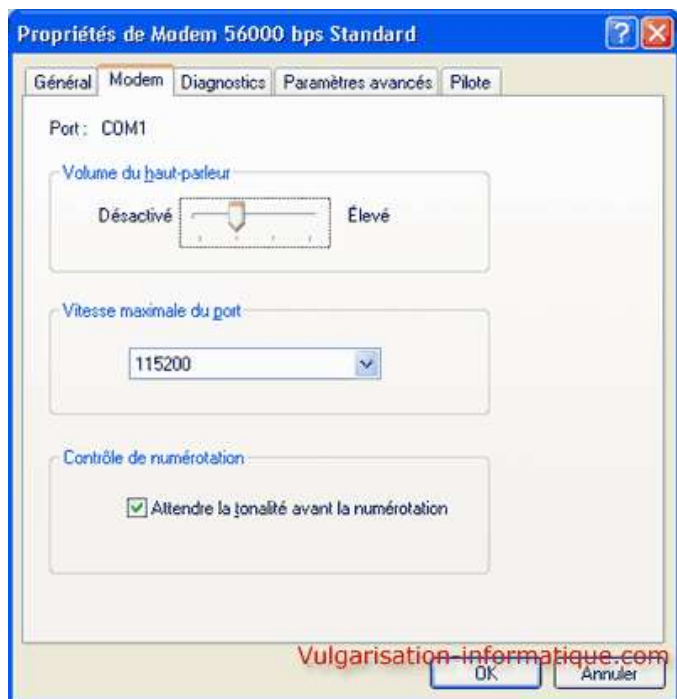 Propriétés de Modem 56000 bps Standard
Général Modem Diagnostics Paramètres avancés Pilote
Port : COM1
Volume du haut-parleur
Désactivé Élevé
Vitesse maximale du port
115200
Contrôle de numérotation
Attendre la tonalité avant la numérotation
Vulgarisation-informatique.com
OK Annuler